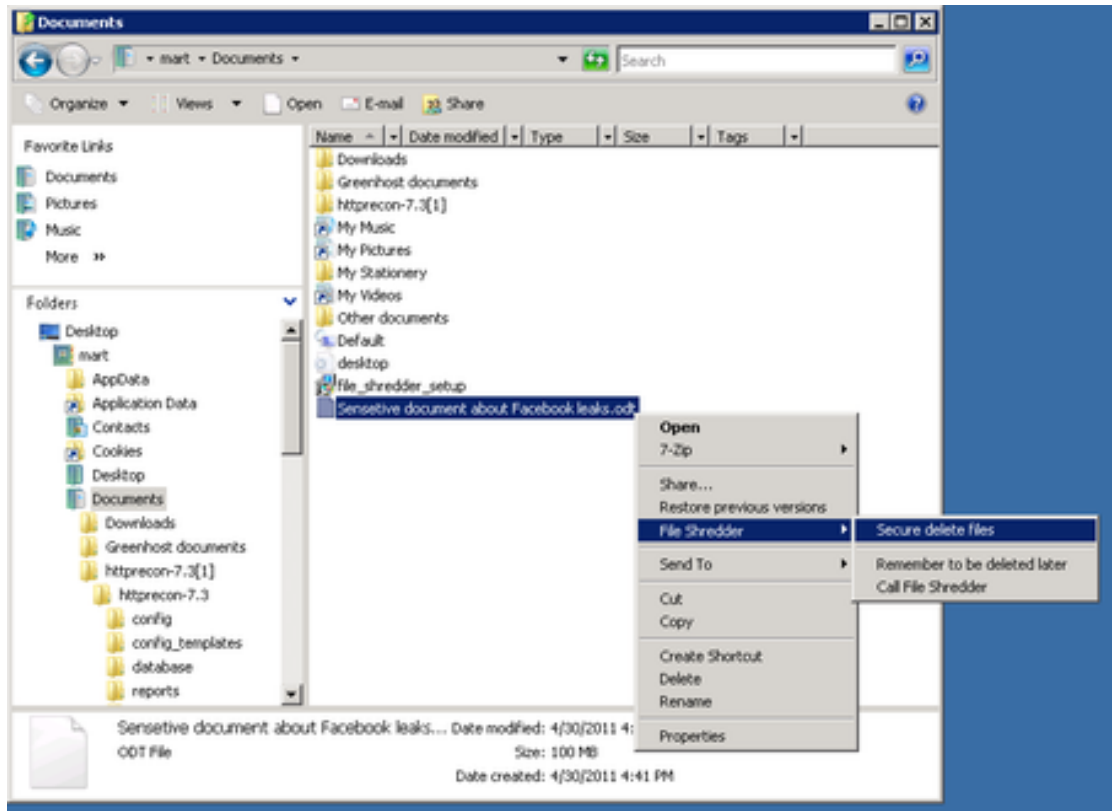 Documents
mart Documents
Search
Organize Views Open E-mail Share
Favorite Links
Documents
Pictures
Music
More »
Folders
Desktop
mart
AppData
Application Data
Contacts
Cookies
Desktop
Documents
Downloads
Greenhost documents
httprecon-7.3[1]
httprecon-7.3
config
config_templates
database
reports
Name Date modified Type Size Tags
Downloads
Greenhost documents
httprecon-7.3[1]
My Music
My Pictures
My Stationery
My Videos
Other documents
Default
desktop
file_shredder_setup
Sensetive document about Facebook leaks.odt
Open
7-Zip
Share...
Restore previous versions
File Shredder
Send To
Cut
Copy
Create Shortcut
Delete
Rename
Properties
Secure delete files
Remember to be deleted later
Call File Shredder
Sensetive document about Facebook leaks... Date modified: 4/30/2011 4:
ODT File Size: 100 MB
Date created: 4/30/2011 4:41 PM